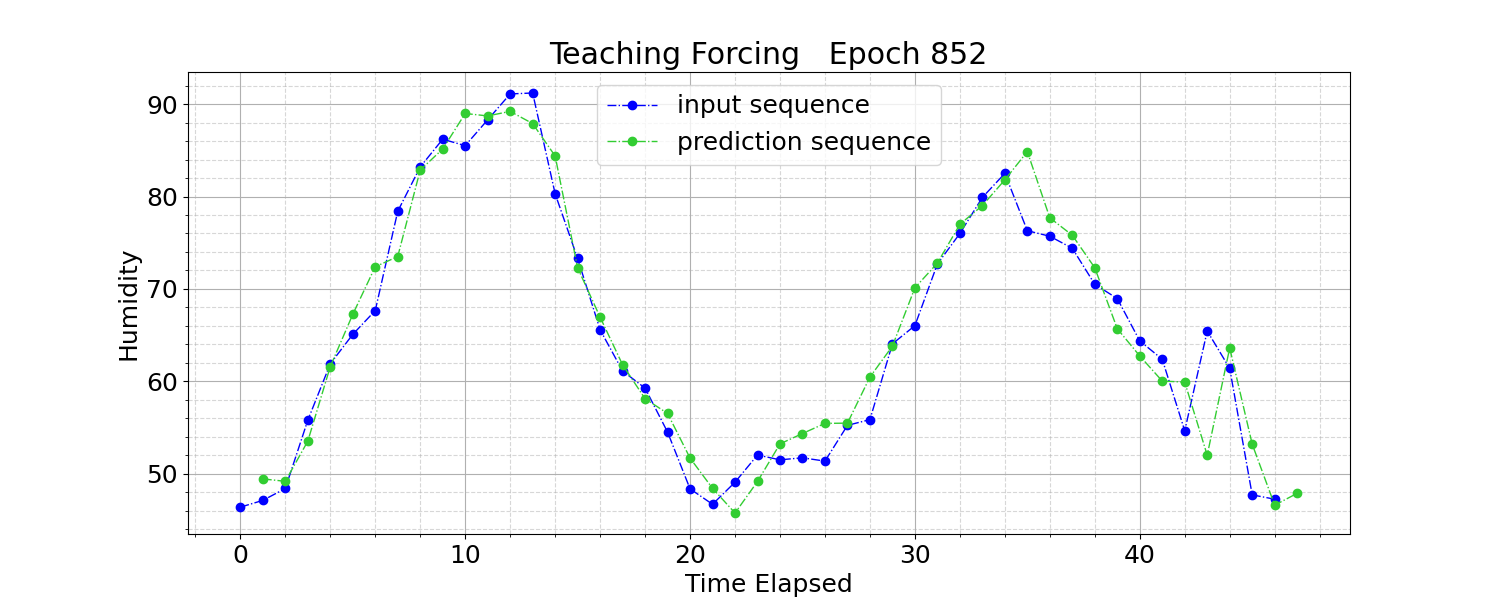 Teaching Forcing   Epoch 852
input sequence
prediction sequence
Humidity
90
80
70
60
50
0 10 20 30 40
Time Elapsed